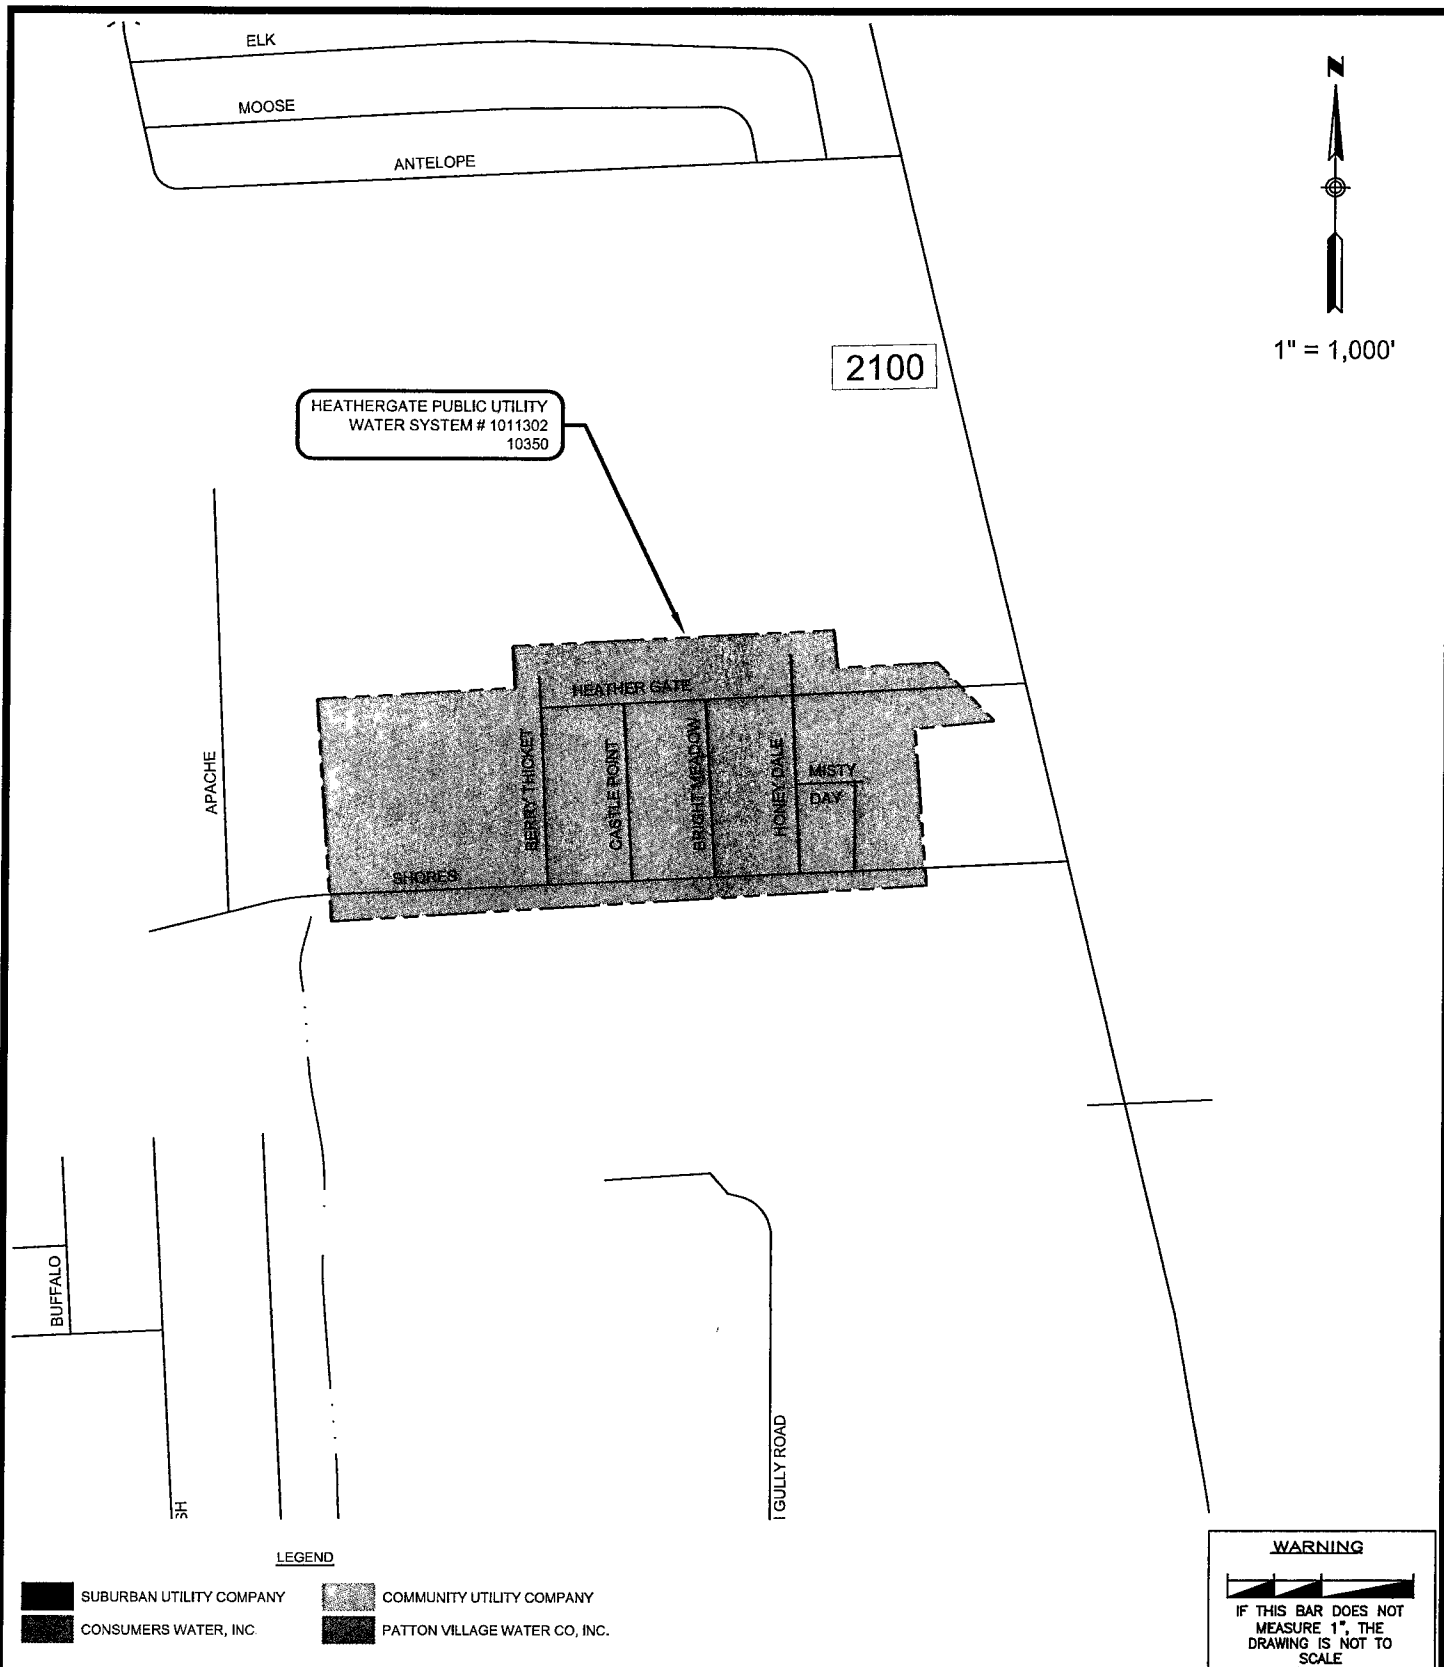 ELK
MOOSE
ANTELOPE
N
1" = 1,000'
2100
HEATHERGATE PUBLIC UTILITY
WATER SYSTEM # 1011302
10350
HEATHER GATE
APACHE
BERRY THICKET
CASTLE POINT
BRIGHT MEADOW
HONEY DALE
MISTY
DAY
SHORES
BUFFALO
SH
GULLY ROAD
LEGEND
SUBURBAN UTILITY COMPANY
COMMUNITY UTILITY COMPANY
CONSUMERS WATER, INC.
PATTON VILLAGE WATER CO, INC.
WARNING
IF THIS BAR DOES NOT
MEASURE 1", THE
DRAWING IS NOT TO
SCALE